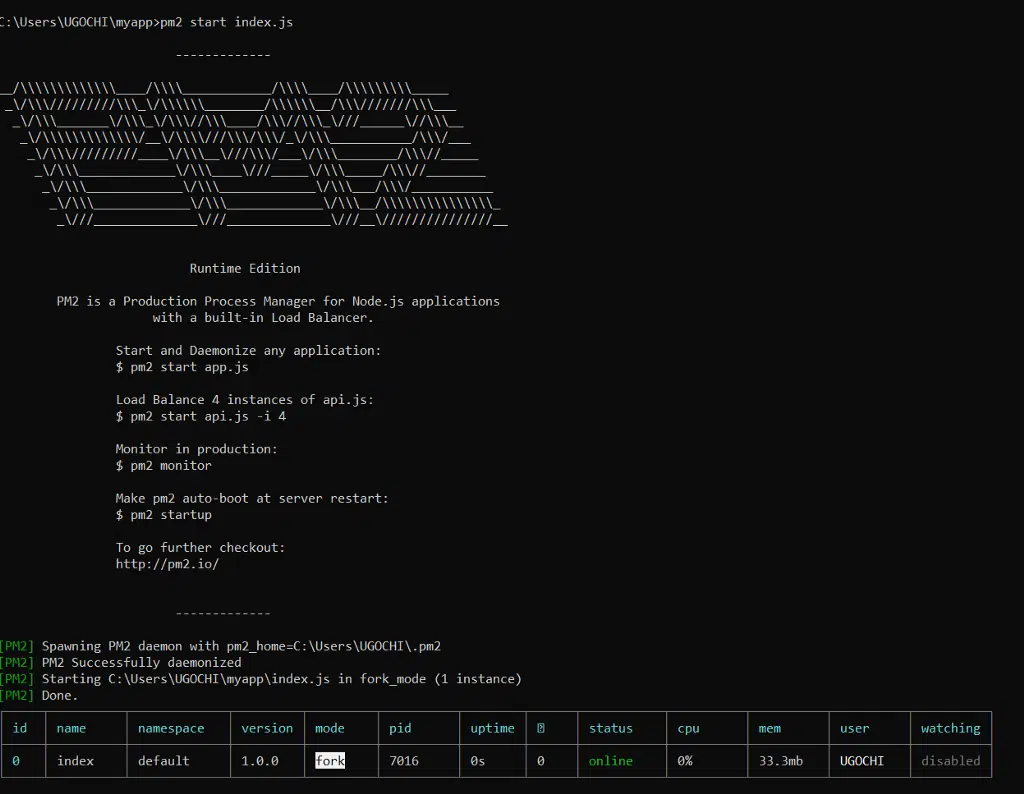 C:\Users\UGOCHI\myapp>pm2 start index.js
-------------
__/\\\\\\\\\\\\\____/\\\\____________/\\\\____/\\\\\\\\\_____
_\/\\\/////////\\\_\/\\\\\\________/\\\\\\__/\\\///////\\\___
_\/\\\_______\/\\\_\/\\\//\\\____/\\\//\\\_\///______\//\\\__
_\/\\\\\\\\\\\\\/__\/\\\\///\\\/\\\/_\/\\\___________/\\\/___
_\/\\\/////////____\/\\\__\///\\\/___\/\\\________/\\\//_____
_\/\\\_____________\/\\\____\///_____\/\\\_____/\\\//________
_\/\\\_____________\/\\\_____________\/\\\___/\\\/___________
_\/\\\_____________\/\\\_____________\/\\\__/\\\\\\\\\\\\\\\_
_\///______________\///______________\///__\///////////////__
Runtime Edition
PM2 is a Production Process Manager for Node.js applications
with a built-in Load Balancer.
Start and Daemonize any application:
$ pm2 start app.js
Load Balance 4 instances of api.js:
$ pm2 start api.js -i 4
Monitor in production:
$ pm2 monitor
Make pm2 auto-boot at server restart:
$ pm2 startup
To go further checkout:
http://pm2.io/
-------------
[PM2] Spawning PM2 daemon with pm2_home=C:\Users\UGOCHI\.pm2
[PM2] PM2 Successfully daemonized
[PM2] Starting C:\Users\UGOCHI\myapp\index.js in fork_mode (1 instance)
[PM2] Done.
id name namespace version mode pid uptime status cpu mem user watching
0 index default 1.0.0 fork 7016 0s 0 online 0% 33.3mb UGOCHI disabled